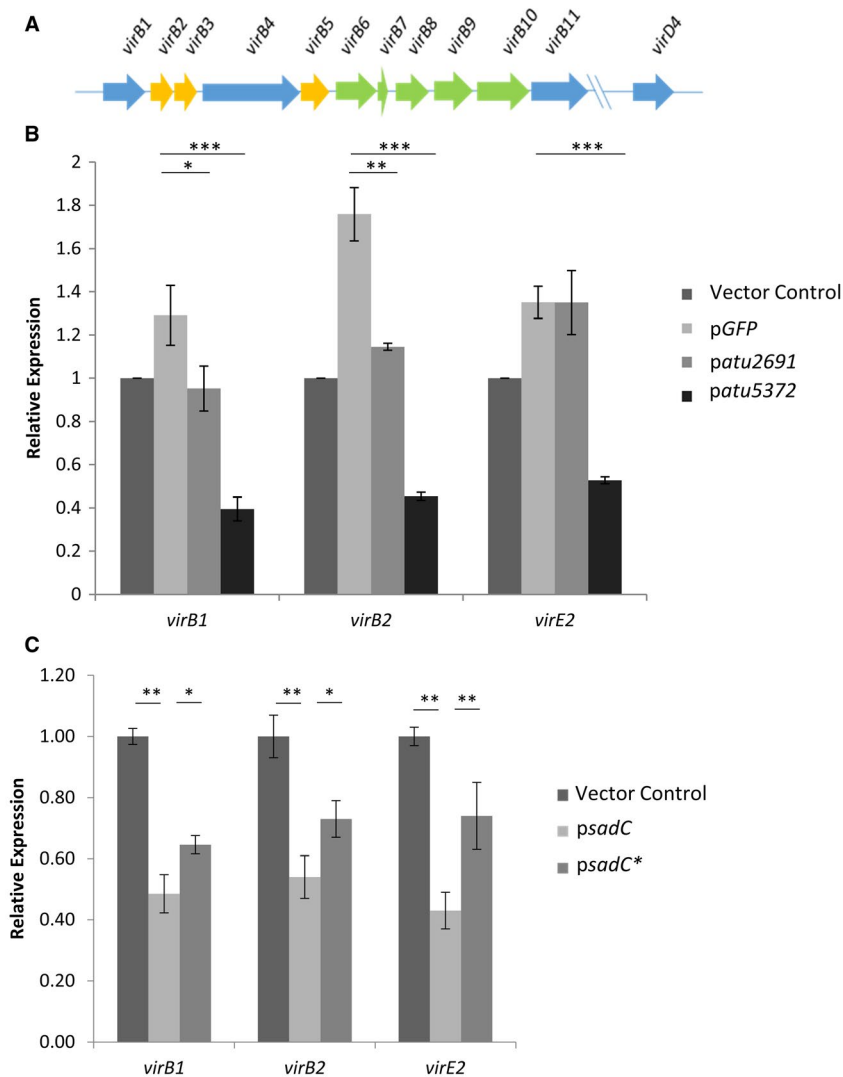 A
virB1 virB2 virB3 virB4 virB5 virB6 virB7 virB8 virB9 virB10 virB11 virD4
B
*** *** ***
* **
2
1.8
1.6
1.4
1.2
1
0.8
0.6
0.4
0.2
0
Relative Expression
virB1 virB2 virE2
Vector Control
pGFP
patu2691
patu5372
C
1.20
1.00
0.80
0.60
0.40
0.20
0.00
Relative Expression
** * ** * ** **
virB1 virB2 virE2
Vector Control
psadC
psadC*